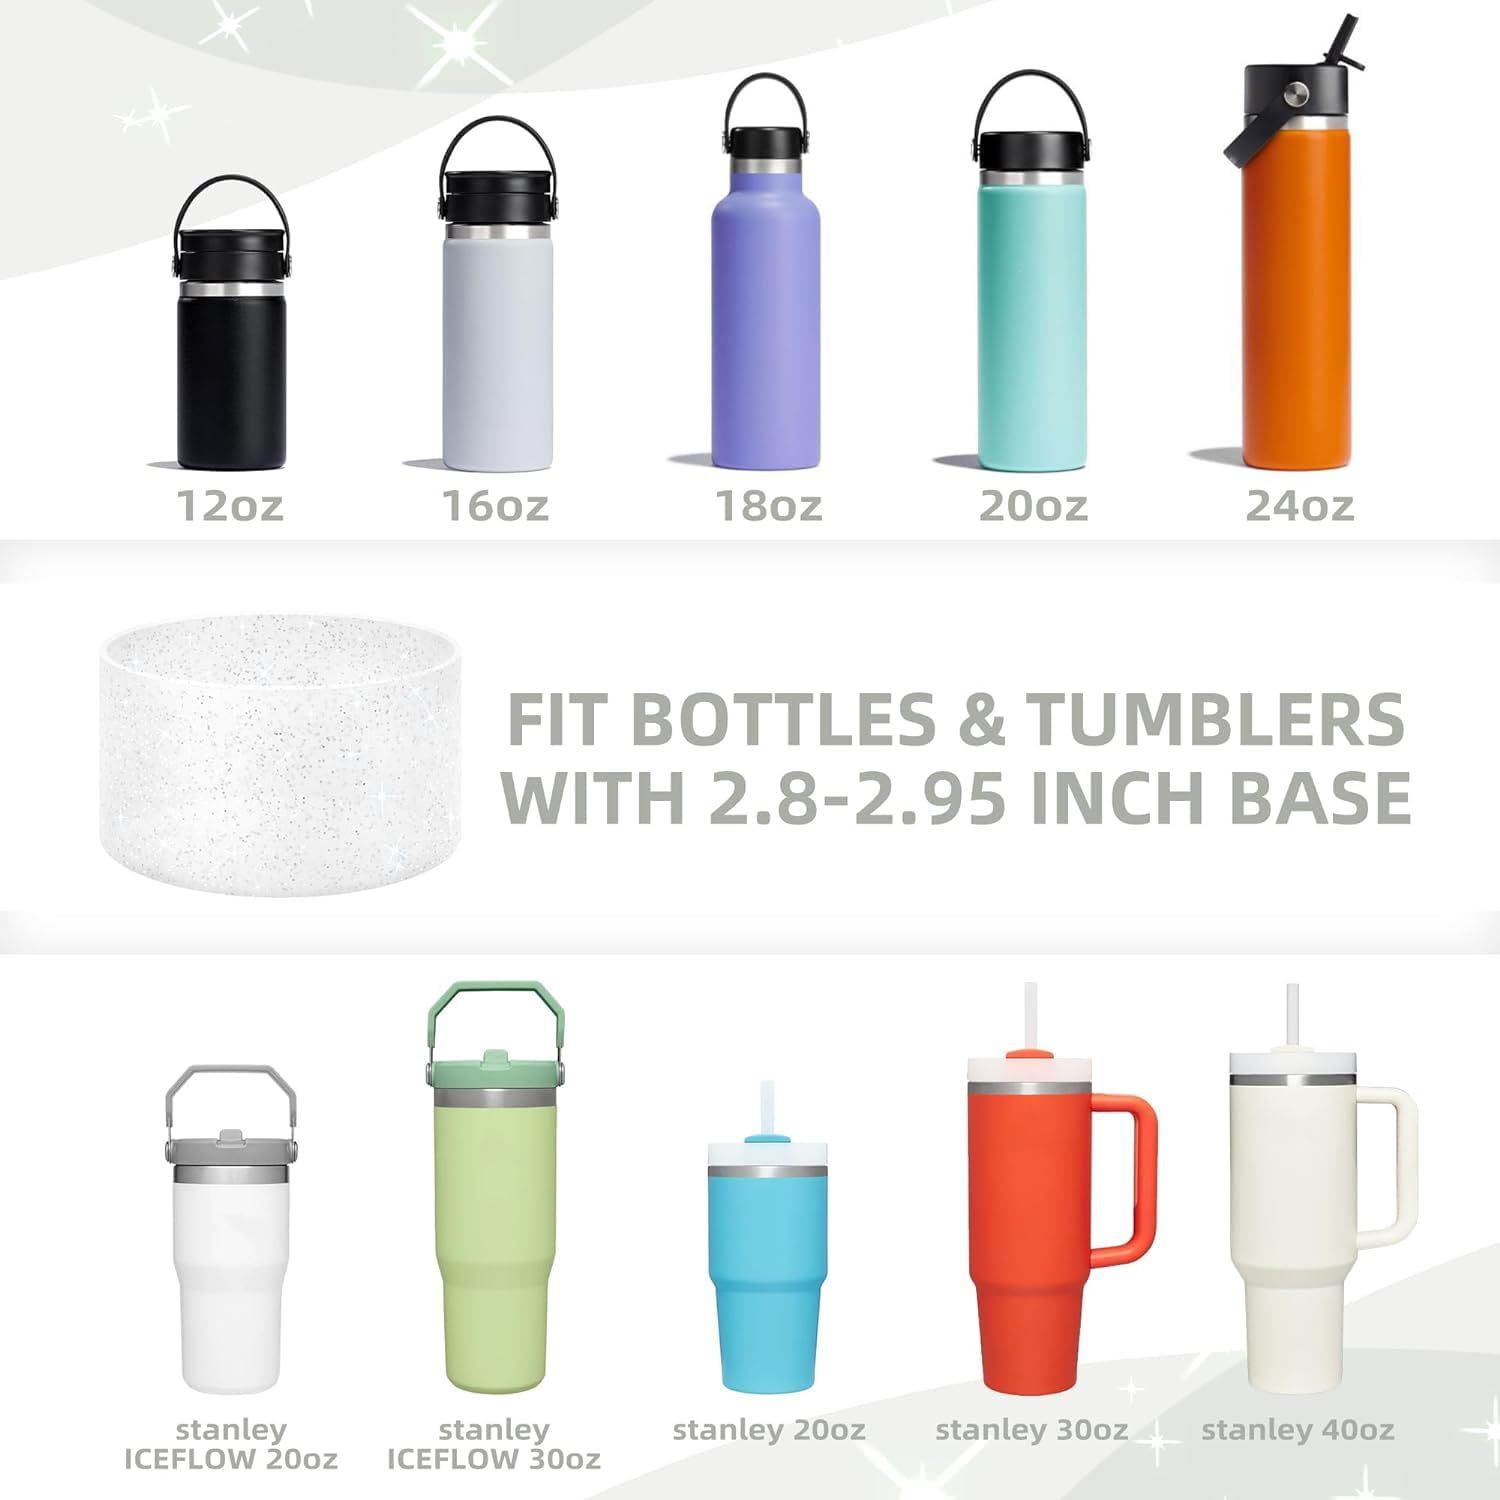 12oz
16oz
18oz
20oz
24oz
FIT BOTTLES & TUMBLERS
WITH 2.8-2.95 INCH BASE
stanley
ICEFLOW 20oz
stanley
ICEFLOW 30oz
stanley 20oz
stanley 30oz
stanley 40oz